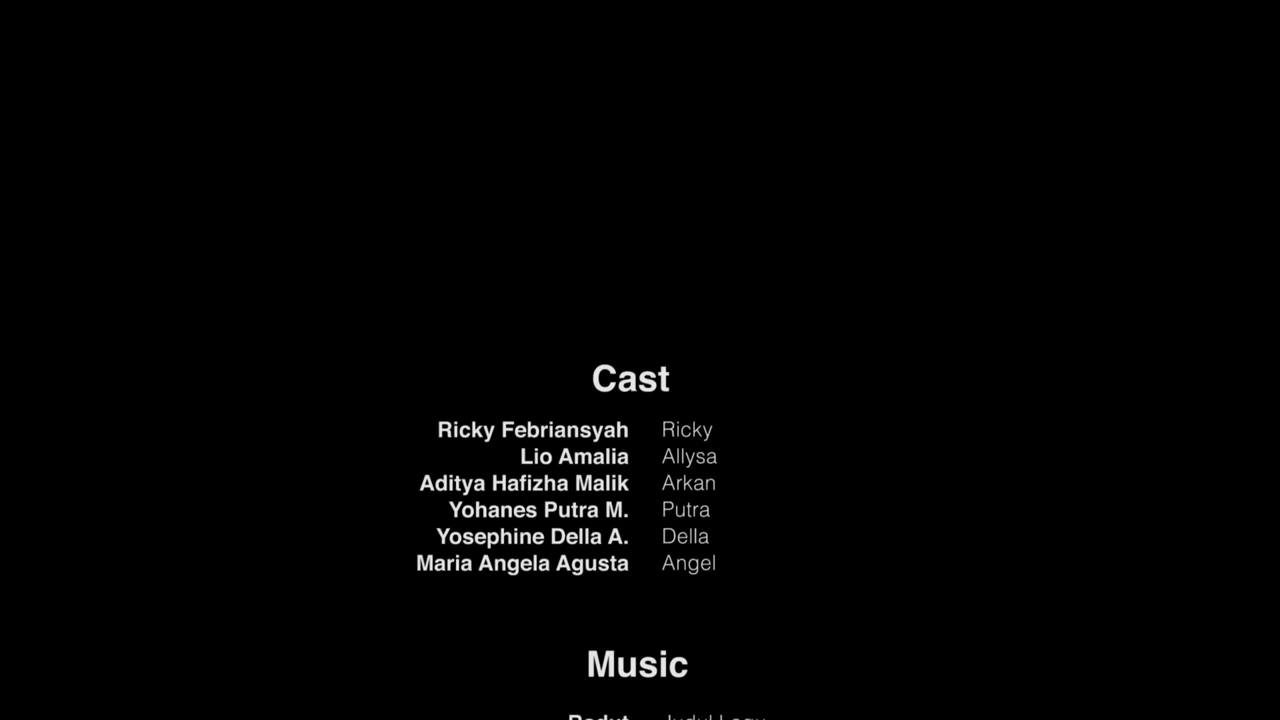 Cast
Ricky Febriansyah Ricky
Lio Amalia Allysa
Aditya Hafizha Malik Arkan
Yohanes Putra M. Putra
Yosephine Della A. Della
Maria Angela Agusta Angel
Music